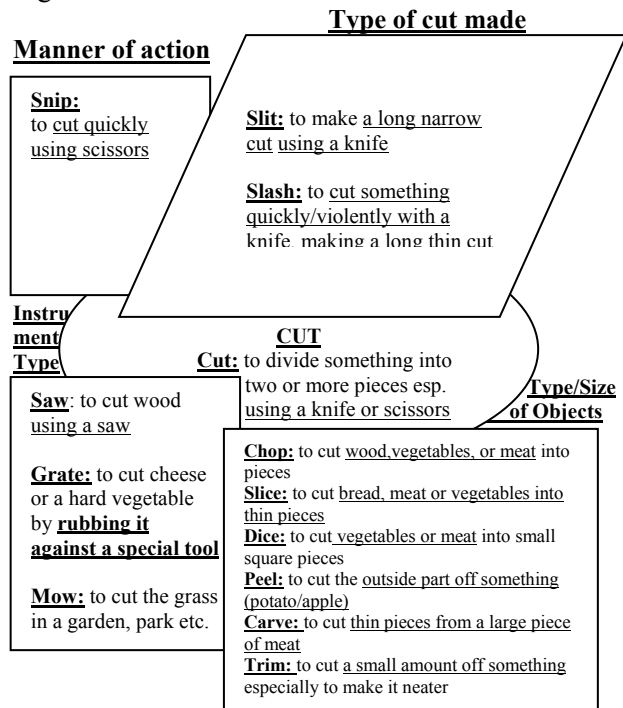 Type of cut made
Manner of action
Snip:
to cut quickly
using scissors
Slit: to make a long narrow
cut using a knife
Slash: to cut something
quickly/violently with a
knife, making a long thin cut
Instru
ment
Type
CUT
Cut: to divide something into
two or more pieces esp.
using a knife or scissors
Type/Size
of Objects
Saw: to cut wood
using a saw
Grate: to cut cheese
or a hard vegetable
by rubbing it
against a special tool
Mow: to cut the grass
in a garden, park etc.
Chop: to cut wood,vegetables, or meat into
pieces
Slice: to cut bread, meat or vegetables into
thin pieces
Dice: to cut vegetables or meat into small
square pieces
Peel: to cut the outside part off something
(potato/apple)
Carve: to cut thin pieces from a large piece
of meat
Trim: to cut a small amount off something
especially to make it neater